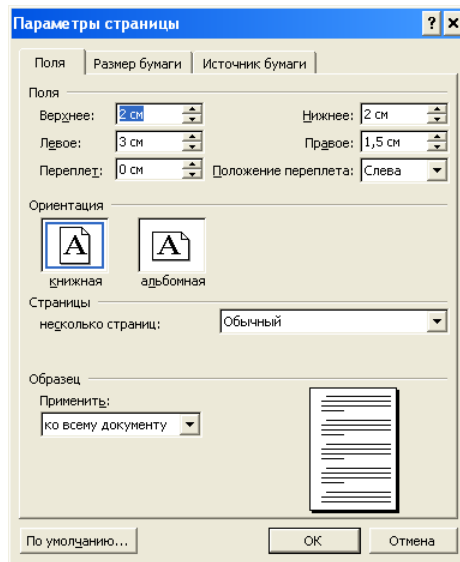 Параметры страницы
Поля Размер бумаги Источник бумаги
Поля
Верхнее: 2 см Нижнее: 2 см
Левое: 3 см Правое: 1,5 см
Переплет: 0 см Положение переплета: Слева
Ориентация
А А
книжная альбомная
Страницы
несколько страниц: Обычный
Образец
Применить:
ко всему документу
По умолчанию... ОК Отмена